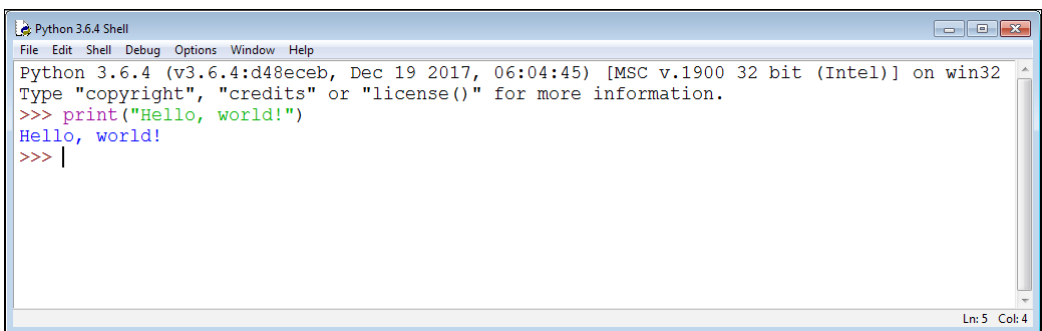 Python 3.6.4 Shell
File Edit Shell Debug Options Window Help
Python 3.6.4 (v3.6.4:d48eceb, Dec 19 2017, 06:04:45) [MSC v.1900 32 bit (Intel)] on win32
Type "copyright", "credits" or "license()" for more information.
>>> print("Hello, world!")
Hello, world!
>>>
Ln: 5 Col: 4